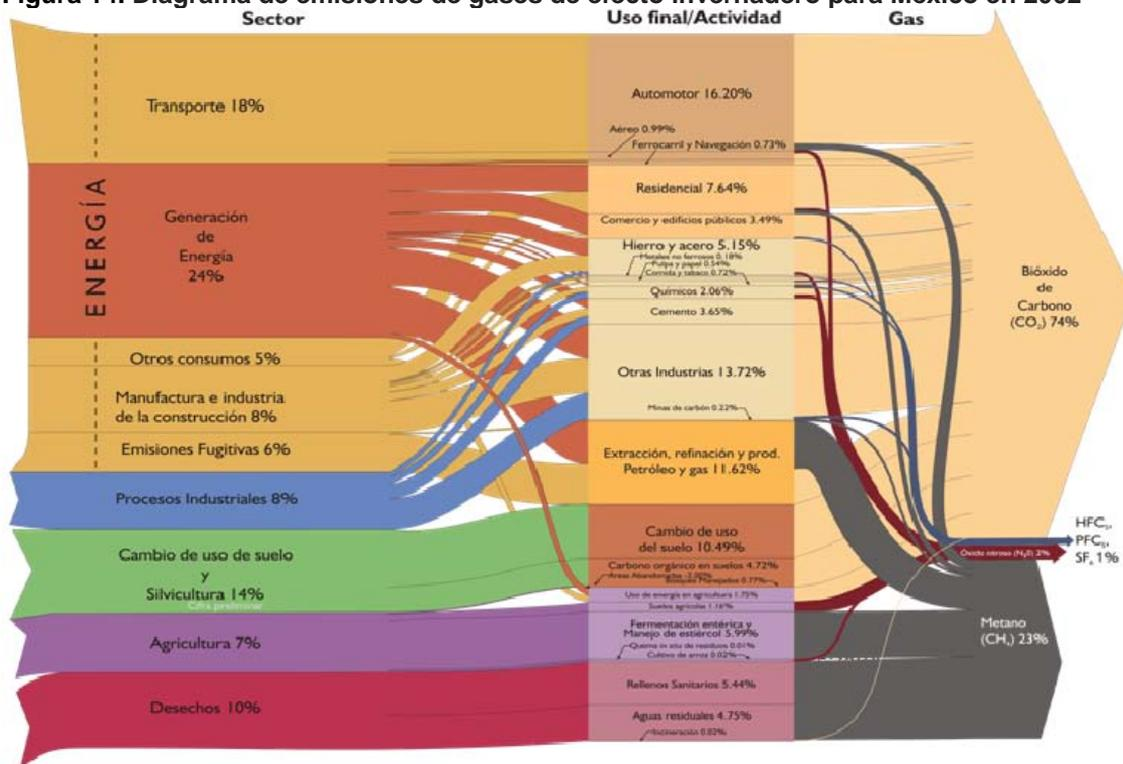 Figura 14. Diagrama de emisiones de gases de efecto invernadero para México en 2002
Sector
Uso final/Actividad
Gas
ENERGÍA
Transporte 18%
Generación
de
Energía
24%
Otros consumos 5%
Manufactura e industria
de la construcción 8%
Emisiones Fugitivas 6%
Procesos Industriales 8%
Cambio de uso de suelo
y
Silvicultura 14%
Cifra preliminar
Agricultura 7%
Desechos 10%
Automotor 16.20%
Aéreo 0.99%
Ferrocarril y Navegación 0.73%
Residencial 7.64%
Comercio y edificios públicos 3.49%
Hierro y acero 5.15%
Metales no ferrosos 0.18%
Pulpa y papel 0.54%
Comida y tabaco 0.72%
Químicos 2.06%
Cemento 3.65%
Otras Industrias 13.72%
Minas de carbón 0.22%
Extracción, refinación y prod.
Petróleo y gas 11.62%
Cambio de uso
del suelo 10.49%
Carbono orgánico en suelos 4.72%
Areas Abandonadas
Bosques Manejados 0.77%
Uso de energía en agricultura 1.75%
Suelos agrícolas
Fermentación entérica y
Manejo de estiércol 5.99%
Quema in situ de residuos 0.01%
Cultivo de arroz 0.02%
Rellenos Sanitarios 5.44%
Aguas residuales 4.75%
Incineración 0.02%
Bióxido
de
Carbono
(CO₂) 74%
HFCs,
PFCs,
SF₆ 1%
Óxido nitroso (N₂O) 2%
Metano
(CH₄) 23%